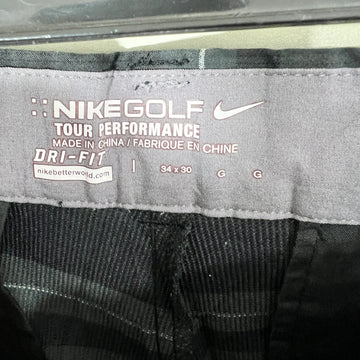 NIKEGOLF
TOUR PERFORMANCE
MADE IN CHINA / FABRIQUE EN CHINE
DRI-FIT
34 x 30 G G
nikebetterworld.com